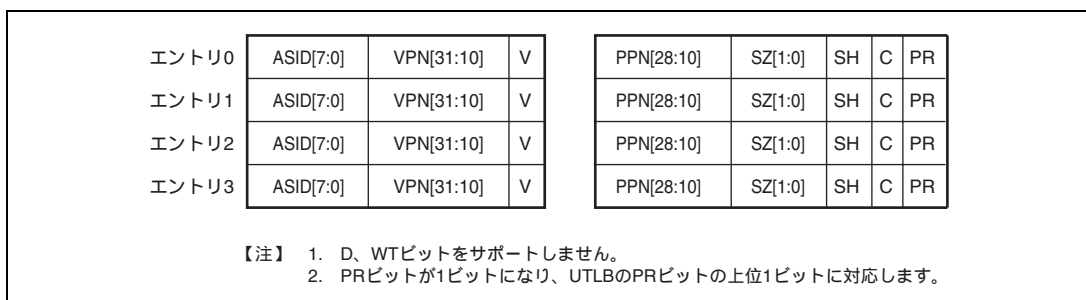 エントリ0 ASID[7:0] VPN[31:10] V PPN[28:10] SZ[1:0] SH C PR
エントリ1 ASID[7:0] VPN[31:10] V PPN[28:10] SZ[1:0] SH C PR
エントリ2 ASID[7:0] VPN[31:10] V PPN[28:10] SZ[1:0] SH C PR
エントリ3 ASID[7:0] VPN[31:10] V PPN[28:10] SZ[1:0] SH C PR
【注】 1. D、WTビットをサポートしません。
2. PRビットが1ビットになり、UTLBのPRビットの上位1ビットに対応します。